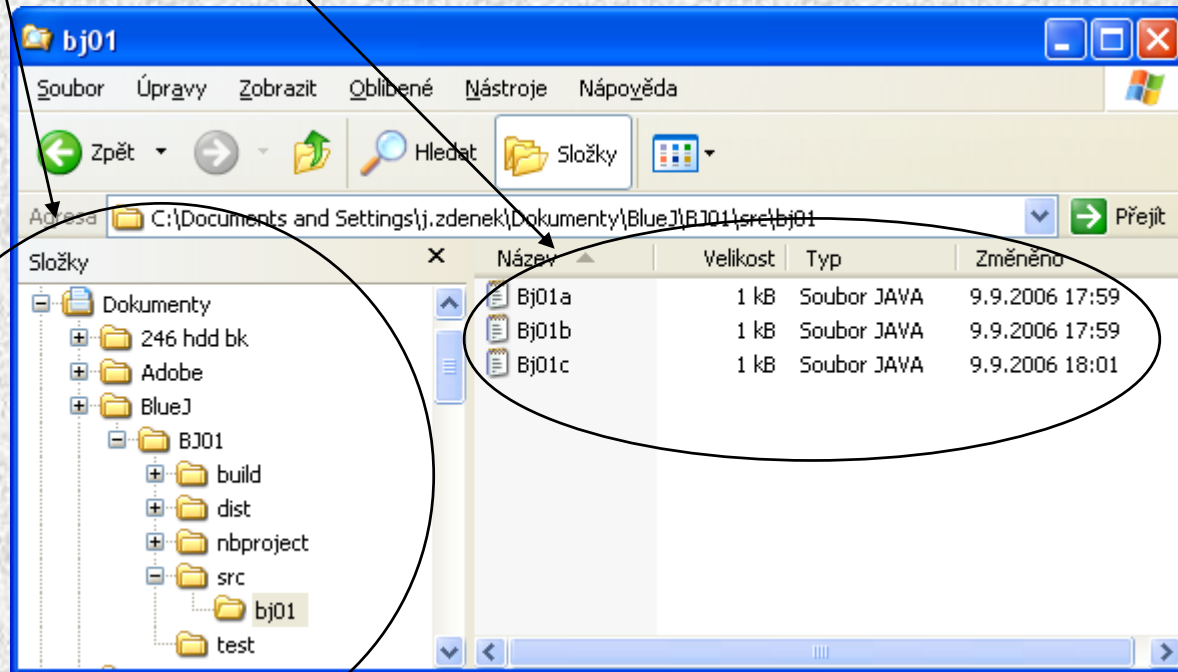 bj01
Soubor Úpravy Zobrazit Oblíbené Nástroje Nápověda
Zpět Hledat Složky
Adresa C:\Documents and Settings\j.zdenek\Dokumenty\BlueJ\BJ01\src\bj01 Přejít
Složky
Název Velikost Typ Změněno
Dokumenty
246 hdd bk
Adobe
BlueJ
BJ01
build
dist
nbproject
src
bj01
test
Bj01a 1 kB Soubor JAVA 9.9.2006 17:59
Bj01b 1 kB Soubor JAVA 9.9.2006 17:59
Bj01c 1 kB Soubor JAVA 9.9.2006 18:01